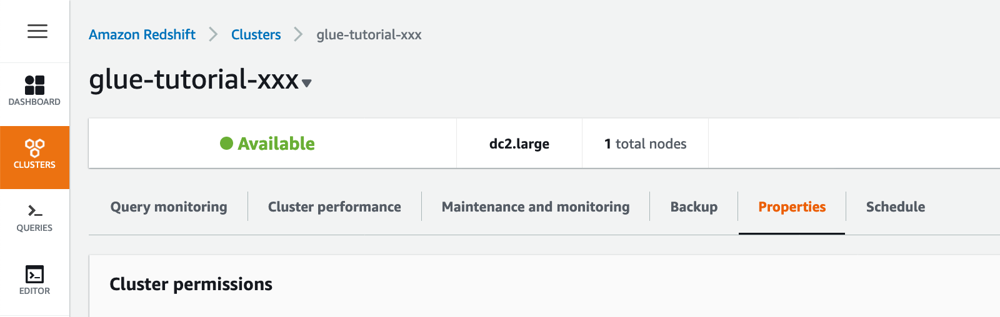 Amazon Redshift > Clusters > glue-tutorial-xxx
glue-tutorial-xxx
DASHBOARD
Available
dc2.large
1 total nodes
CLUSTERS
Query monitoring
Cluster performance
Maintenance and monitoring
Backup
Properties
Schedule
QUERIES
Cluster permissions
EDITOR